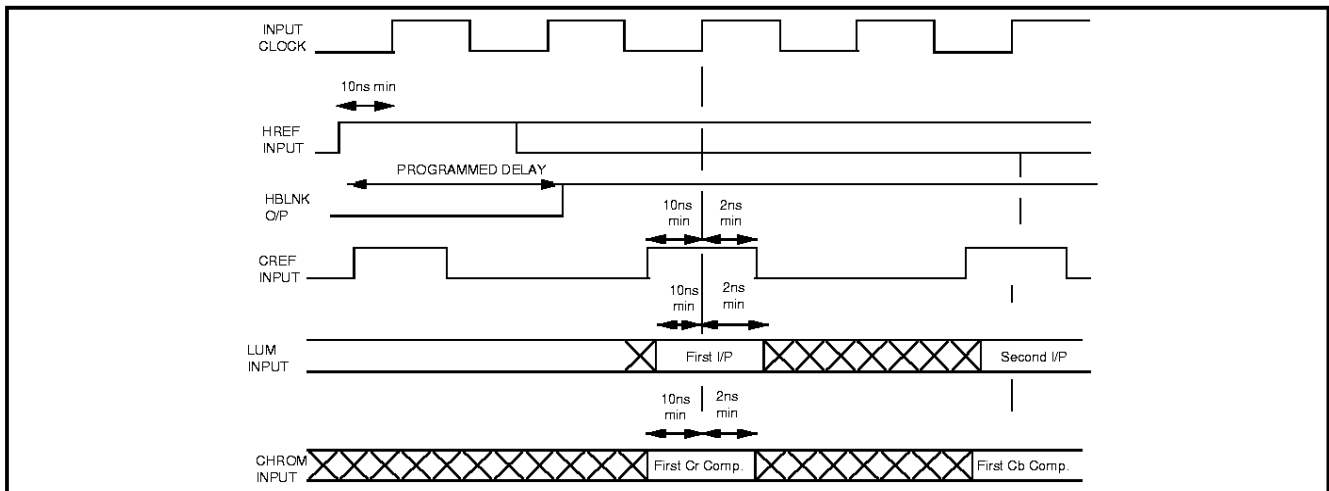 INPUT
CLOCK
10ns min
HREF
INPUT
PROGRAMMED DELAY
HBLNK
O/P
10ns
min
2ns
min
CREF
INPUT
10ns
min
2ns
min
LUM
INPUT
First I/P
Second I/P
10ns
min
2ns
min
CHROM
INPUT
First Cr Comp.
First Cb Comp.